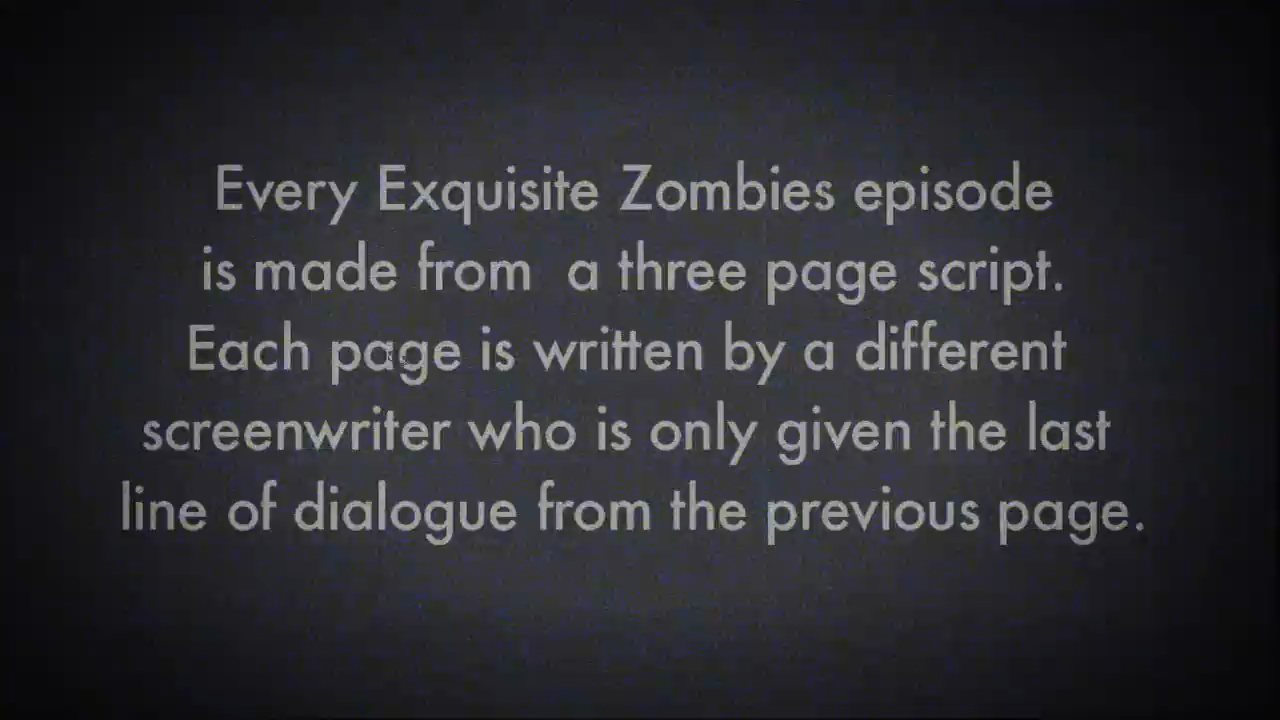 Every Exquisite Zombies episode
is made from  a three page script.
Each page is written by a different
screenwriter who is only given the last
line of dialogue from the previous page.